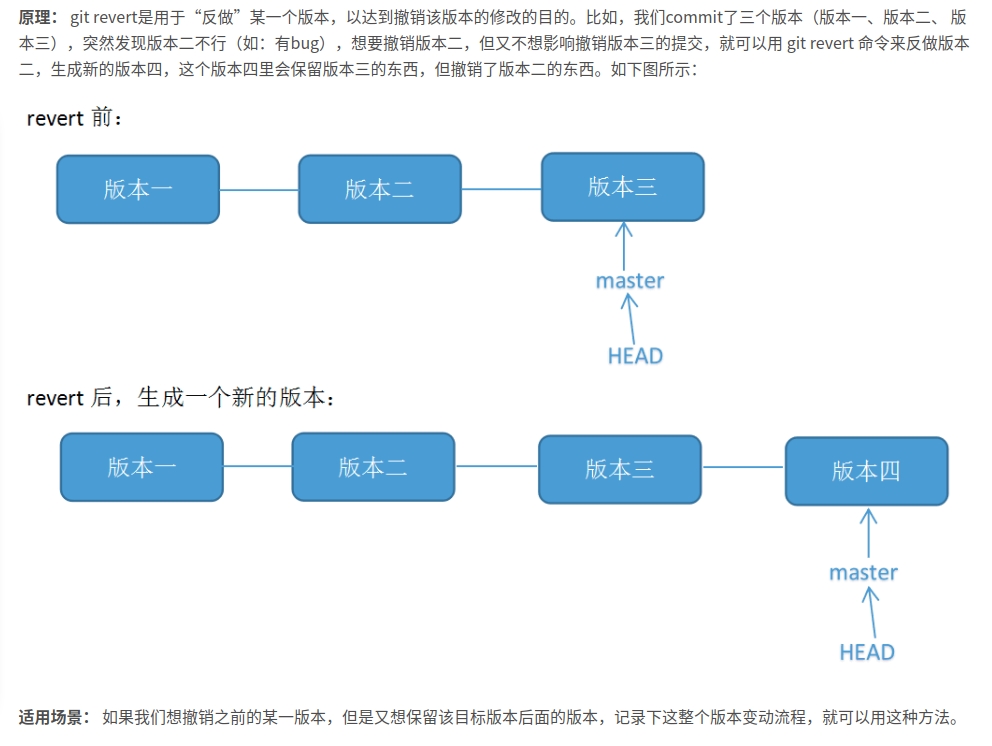 原理： git revert是用于“反做”某一个版本，以达到撤销该版本的修改的目的。比如，我们commit了三个版本（版本一、版本二、 版
本三），突然发现版本二不行（如：有bug），想要撤销版本二，但又不想影响撤销版本三的提交，就可以用 git revert 命令来反做版本
二，生成新的版本四，这个版本四里会保留版本三的东西，但撤销了版本二的东西。如下图所示：
revert 前：
版本一 版本二 版本三
master
HEAD
revert 后，生成一个新的版本：
版本一 版本二 版本三 版本四
master
HEAD
适用场景： 如果我们想撤销之前的某一版本，但是又想保留该目标版本后面的版本，记录下这整个版本变动流程，就可以用这种方法。